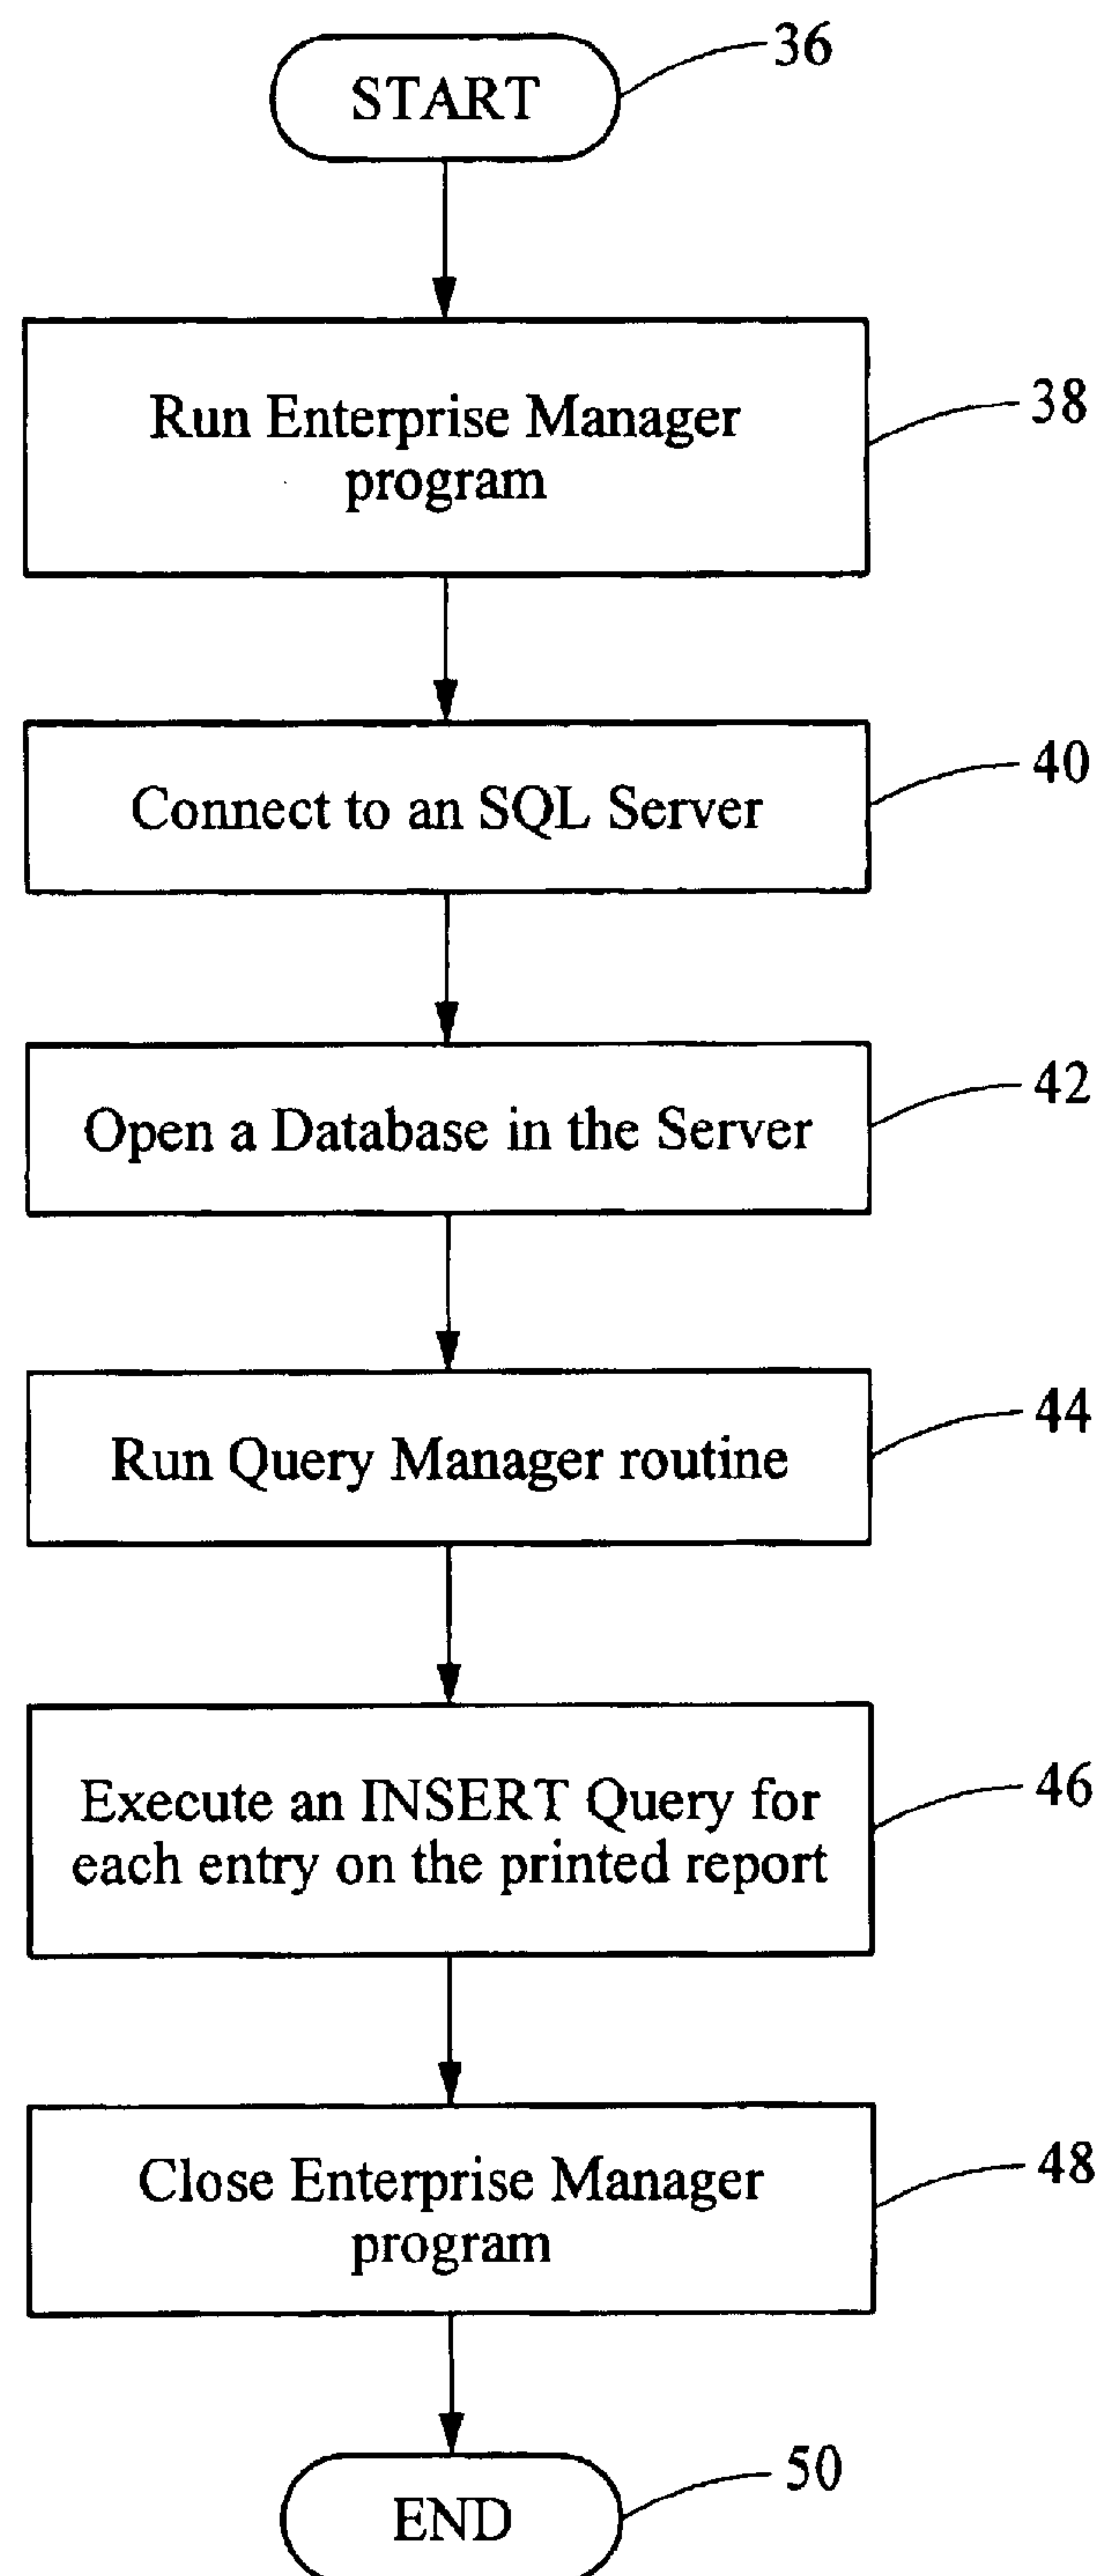 START
36
Run Enterprise Manager
program
38
Connect to an SQL Server
40
Open a Database in the Server
42
Run Query Manager routine
44
Execute an INSERT Query for
each entry on the printed report
46
Close Enterprise Manager
program
48
END
50